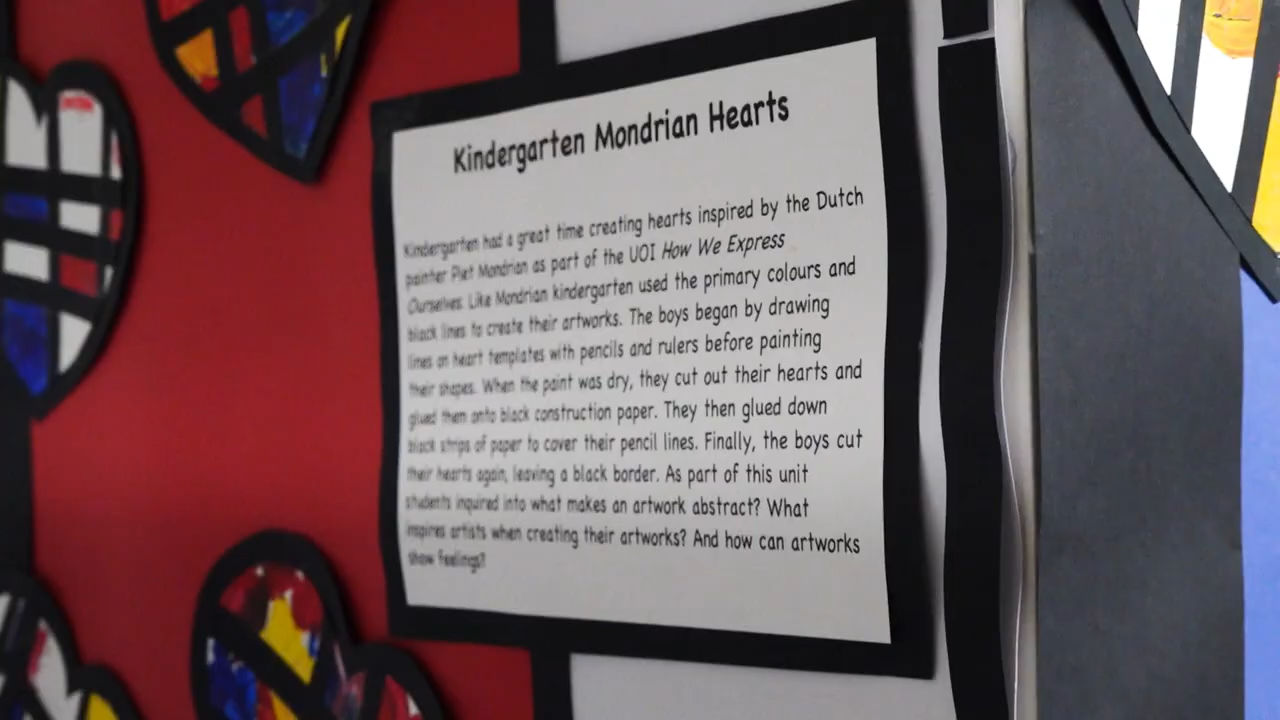 Kindergarten Mondrian Hearts
Kindergarten had a great time creating hearts inspired by the Dutch
painter Piet Mondrian as part of the UOI How We Express
Ourselves. Like Mondrian kindergarten used the primary colours and
black lines to create their artworks. The boys began by drawing
lines on heart templates with pencils and rulers before painting
their shapes. When the paint was dry, they cut out their hearts and
glued them onto black construction paper. They then glued down
black strips of paper to cover their pencil lines. Finally, the boys cut
their hearts again, leaving a black border. As part of this unit
students inquired into what makes an artwork abstract? What
inspires artists when creating their artworks? And how can artworks
show feelings?